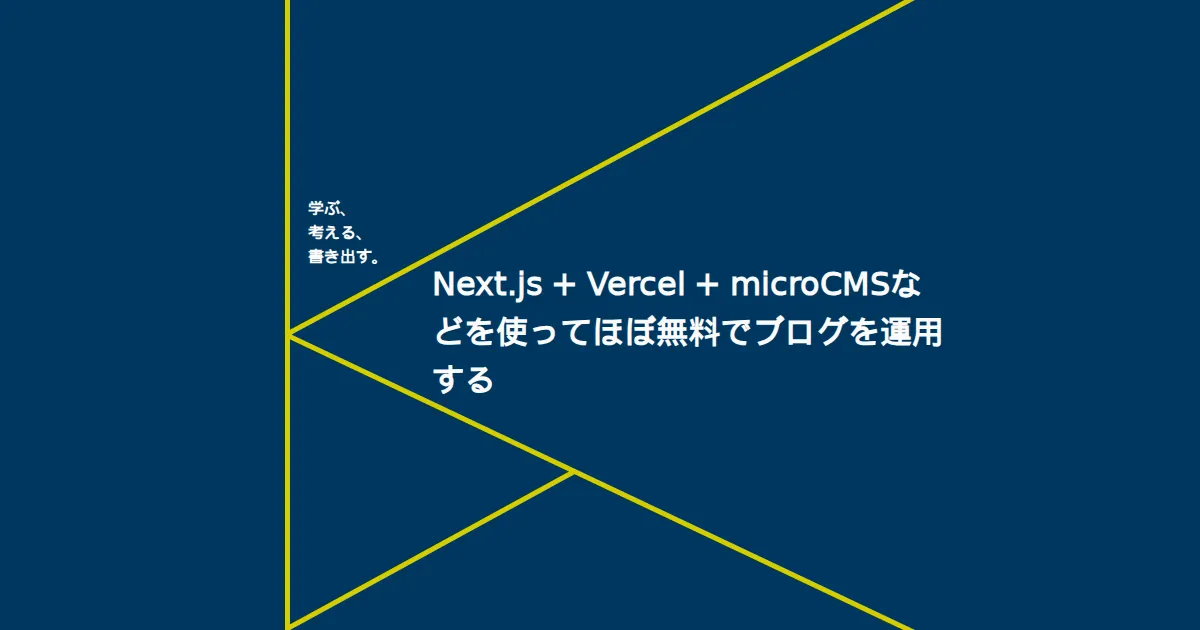 学ぶ、
考える、
書き出す。
Next.js + Vercel + microCMSな
どを使ってほぼ無料でブログを運用
する